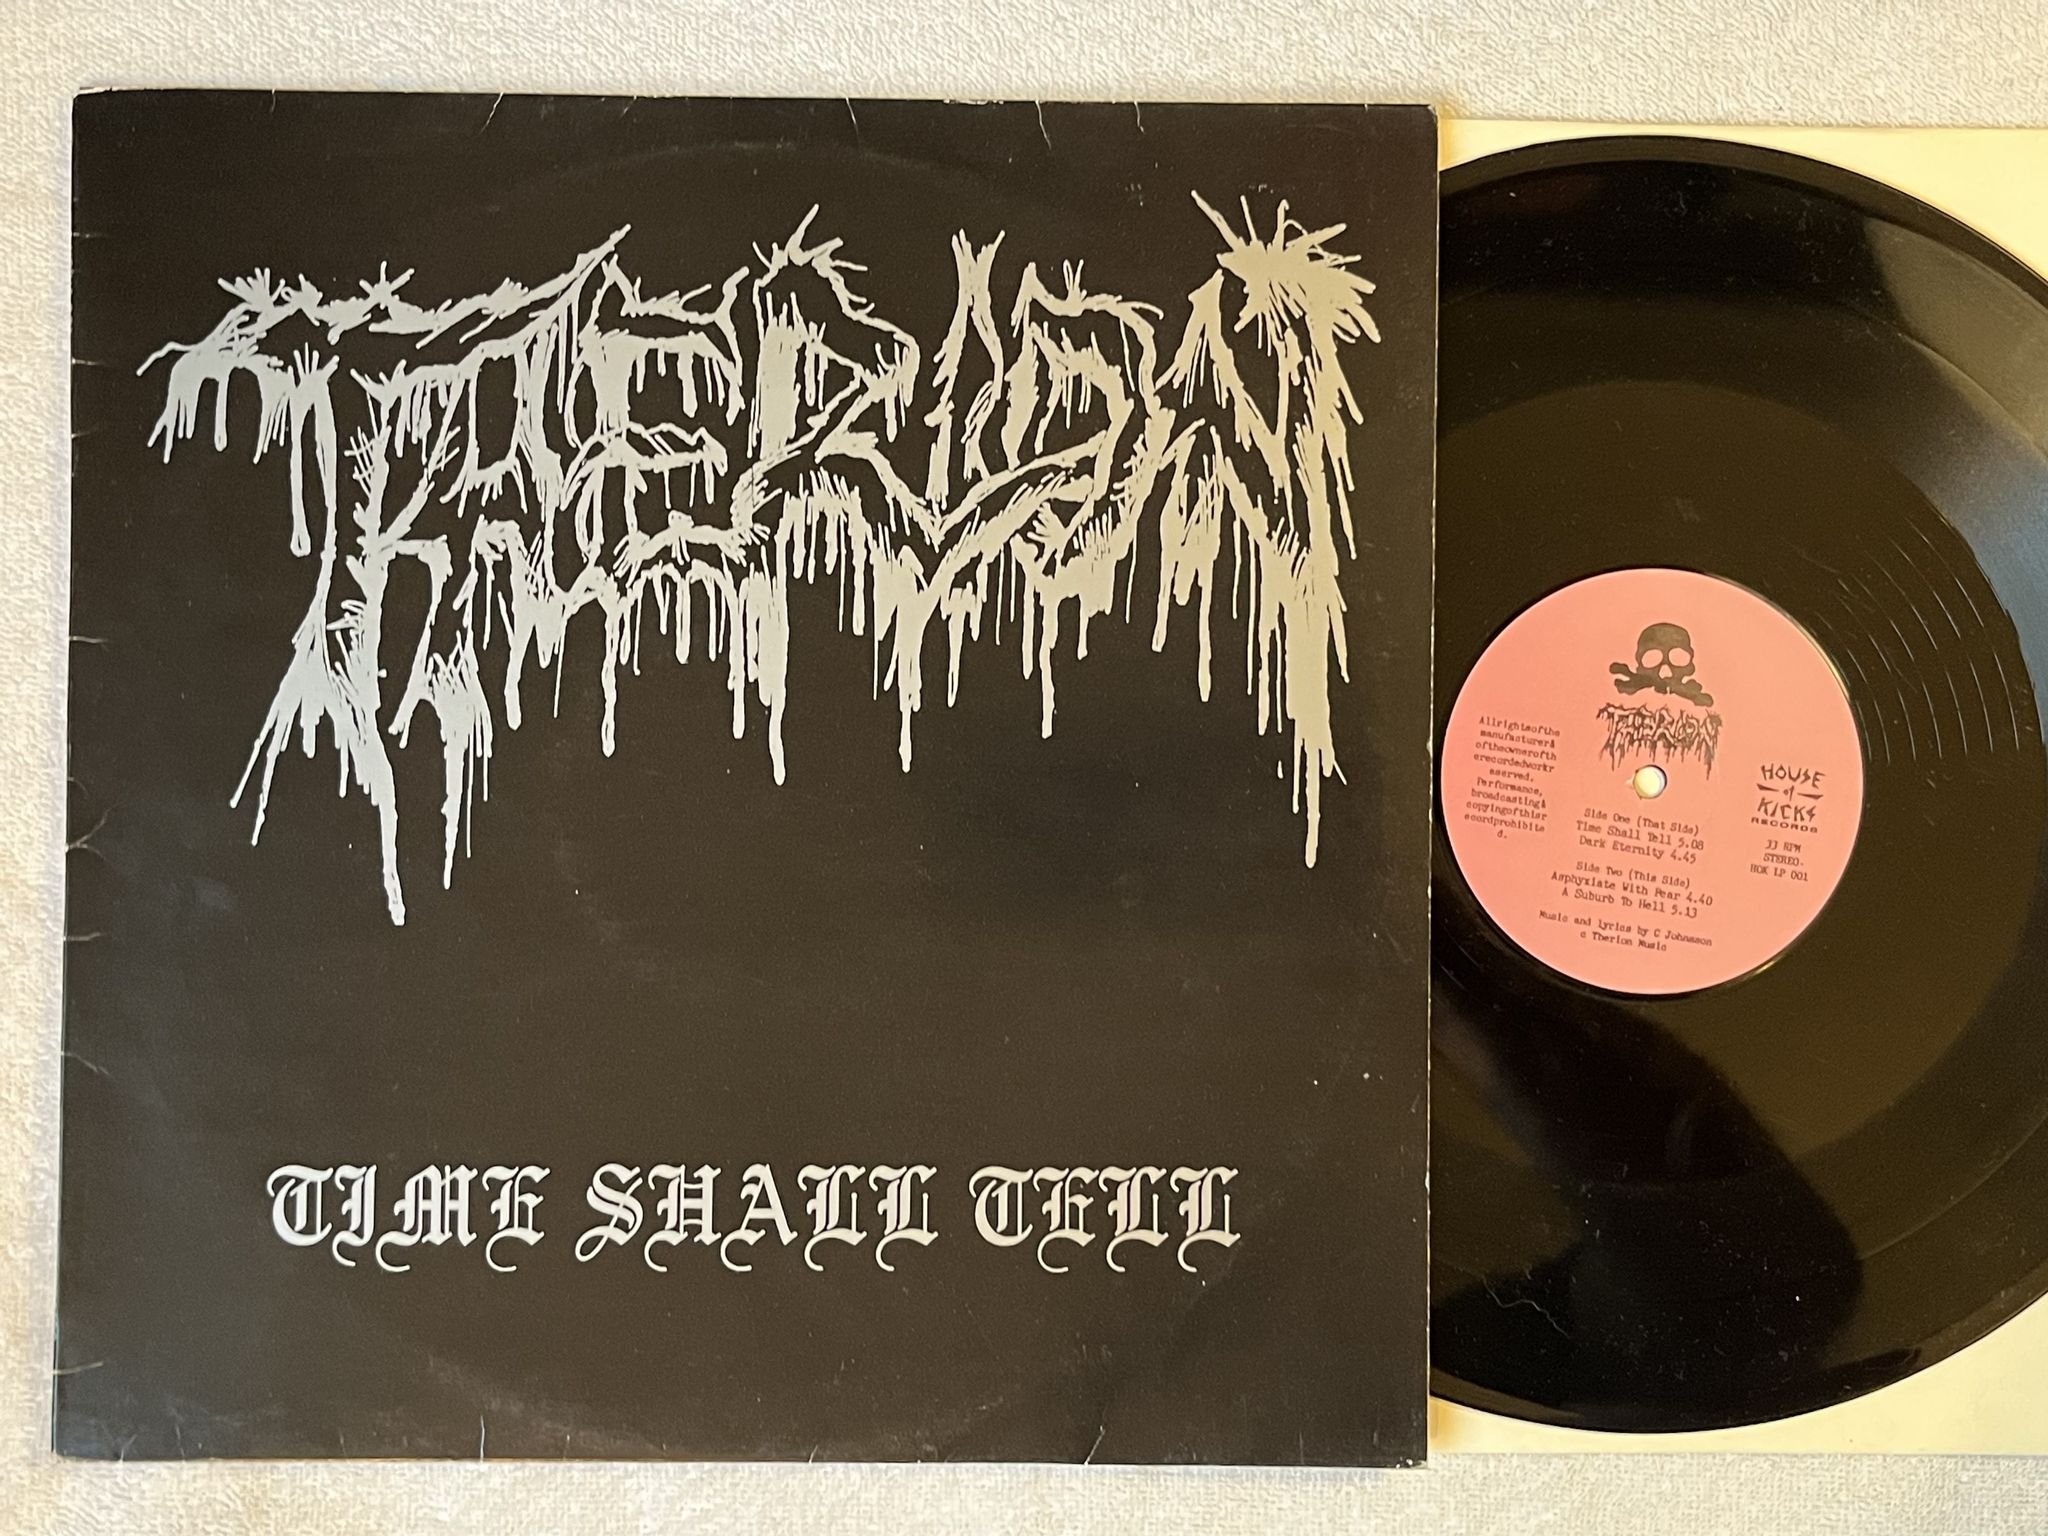 THERION
TIME SHALL TELL
THERION
Allrightsofthe
manufacturer&
oftheownerofth
erecordedworkr
eserved.
Performance,
broadcasting&
copyingofthisr
ecordprohibite
d.
HOUSE
of
KICKS
RECORDS
33 RPM
STEREO-
HOK LP 001
Side One (That Side)
Time Shall Tell 5.08
Dark Eternity 4.45
Side Two (This Side)
Asphyxiate With Fear 4.40
A Suburb To Hell 5.13
Music and lyrics by C Johnsson
c Therion Music